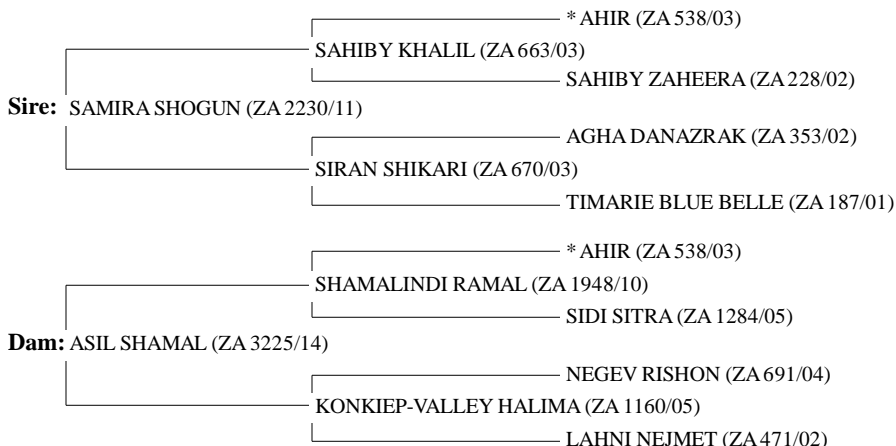 * AHIR (ZA 538/03)
SAHIBY KHALIL (ZA 663/03)
SAHIBY ZAHEERA (ZA 228/02)
Sire: SAMIRA SHOGUN (ZA 2230/11)
AGHA DANAZRAK (ZA 353/02)
SIRAN SHIKARI (ZA 670/03)
TIMARIE BLUE BELLE (ZA 187/01)
* AHIR (ZA 538/03)
SHAMALINDI RAMAL (ZA 1948/10)
SIDI SITRA (ZA 1284/05)
Dam: ASIL SHAMAL (ZA 3225/14)
NEGEV RISHON (ZA 691/04)
KONKIEP-VALLEY HALIMA (ZA 1160/05)
LAHNI NEJMET (ZA 471/02)